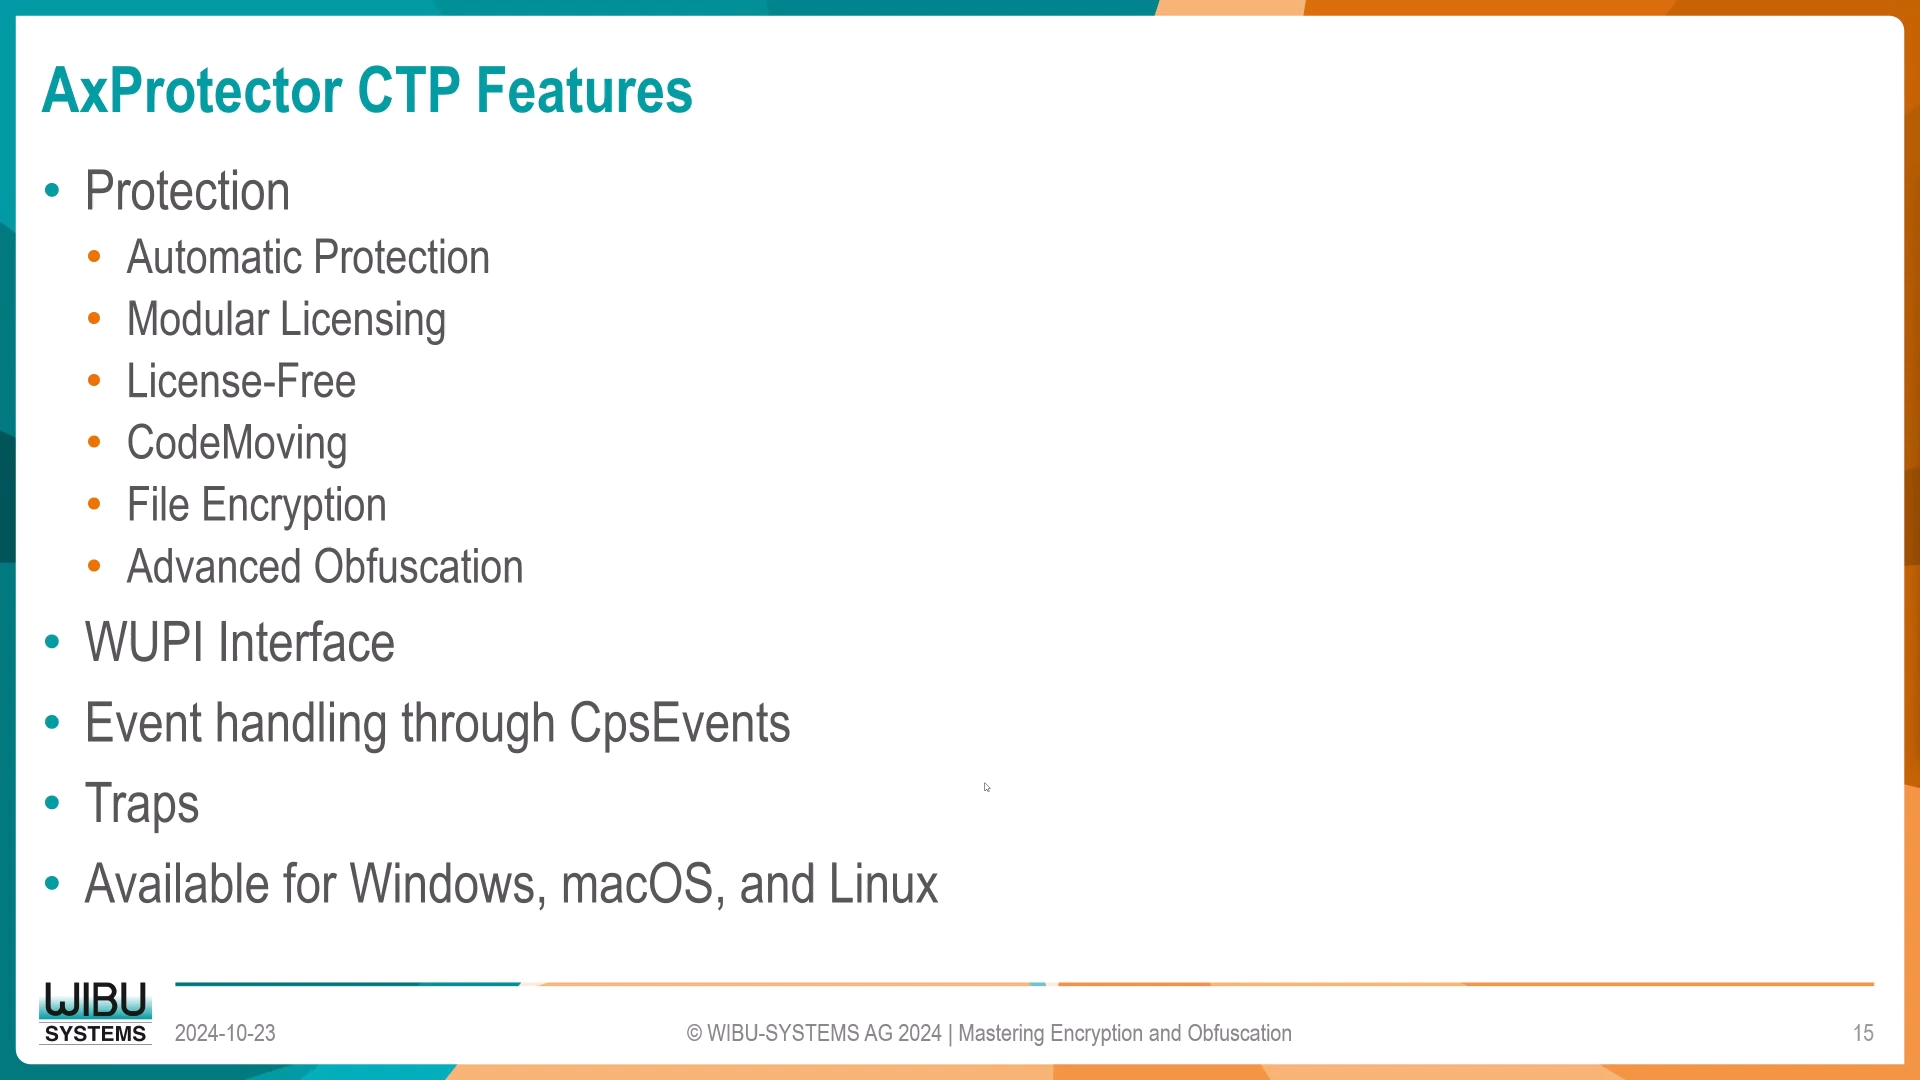 AxProtector CTP Features
• Protection
• Automatic Protection
• Modular Licensing
• License-Free
• CodeMoving
• File Encryption
• Advanced Obfuscation
• WUPI Interface
• Event handling through CpsEvents
• Traps
• Available for Windows, macOS, and Linux
WIBU
SYSTEMS
2024-10-23
© WIBU-SYSTEMS AG 2024 | Mastering Encryption and Obfuscation
15